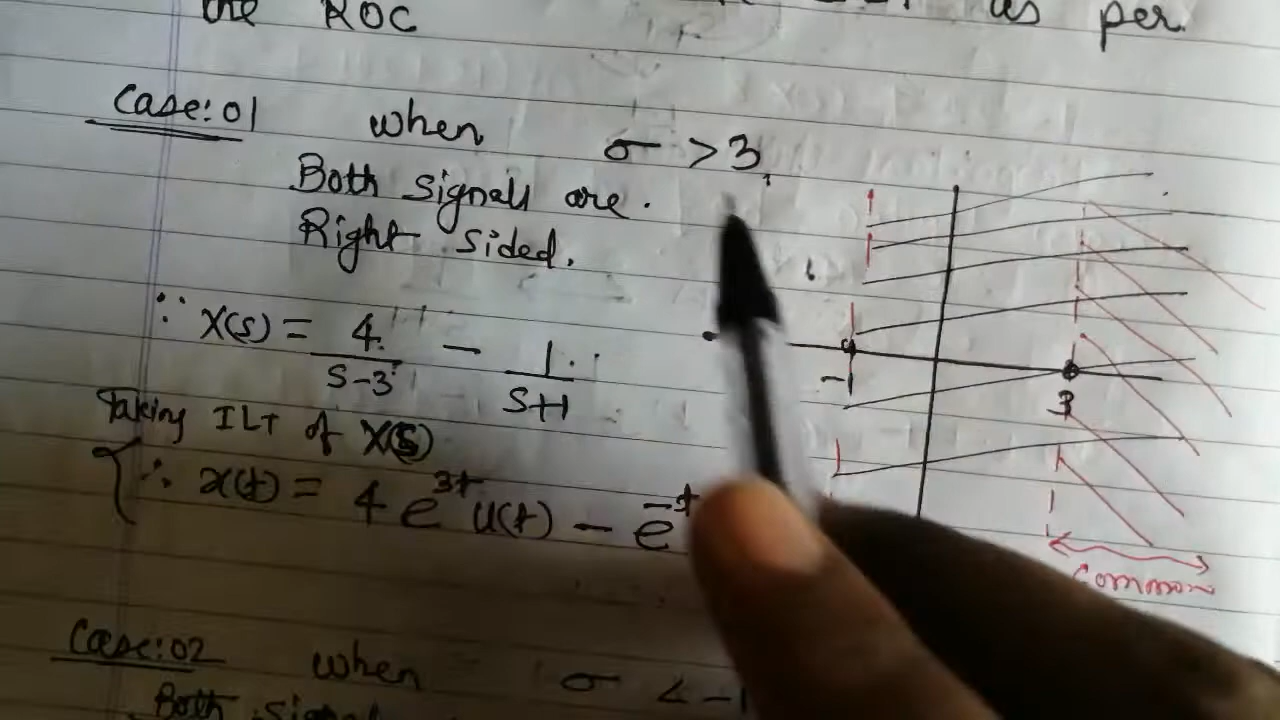 the ROC as per
Case:01 when σ > 3,
Both signals are.
Right sided.
∵ X(s) = 4/(s-3) - 1/(s+1)
Taking ILT of X(s)
∴ x(t) = 4 e^3t u(t) - e^-t
-1
3
common
Case:02 when σ < -1
Both